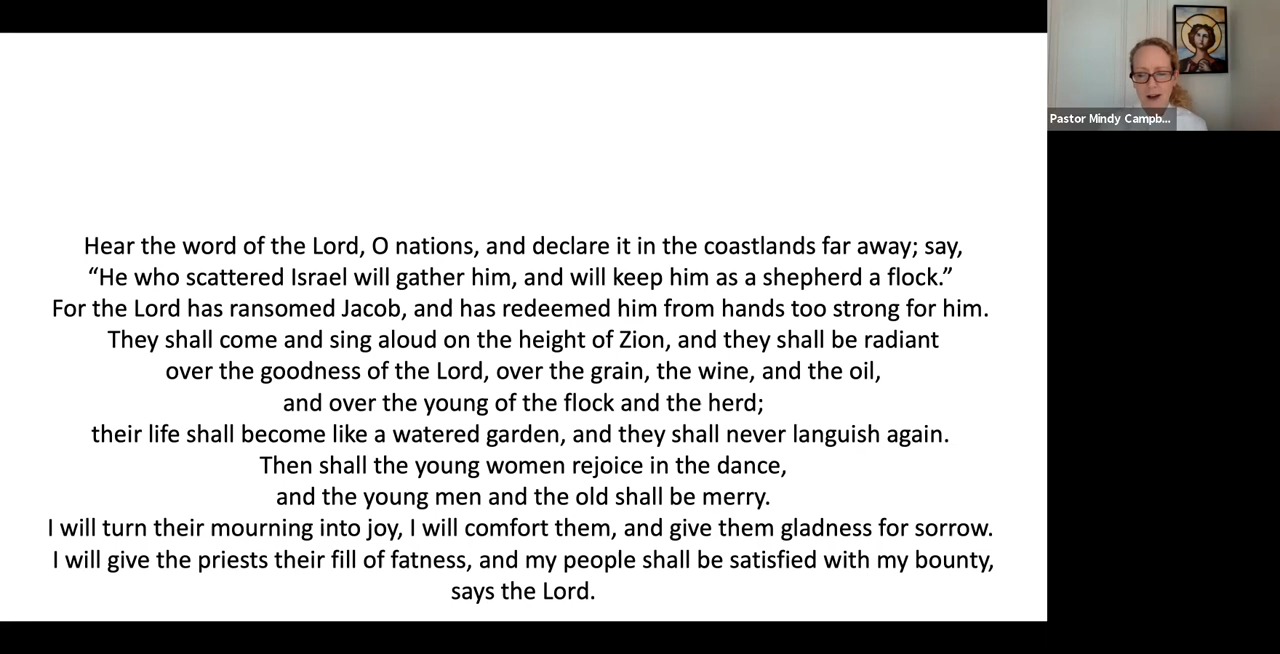 Hear the word of the Lord, O nations, and declare it in the coastlands far away; say,
“He who scattered Israel will gather him, and will keep him as a shepherd a flock.”
For the Lord has ransomed Jacob, and has redeemed him from hands too strong for him.
They shall come and sing aloud on the height of Zion, and they shall be radiant
over the goodness of the Lord, over the grain, the wine, and the oil,
and over the young of the flock and the herd;
their life shall become like a watered garden, and they shall never languish again.
Then shall the young women rejoice in the dance,
and the young men and the old shall be merry.
I will turn their mourning into joy, I will comfort them, and give them gladness for sorrow.
I will give the priests their fill of fatness, and my people shall be satisfied with my bounty,
says the Lord.
Pastor Mindy Campb...